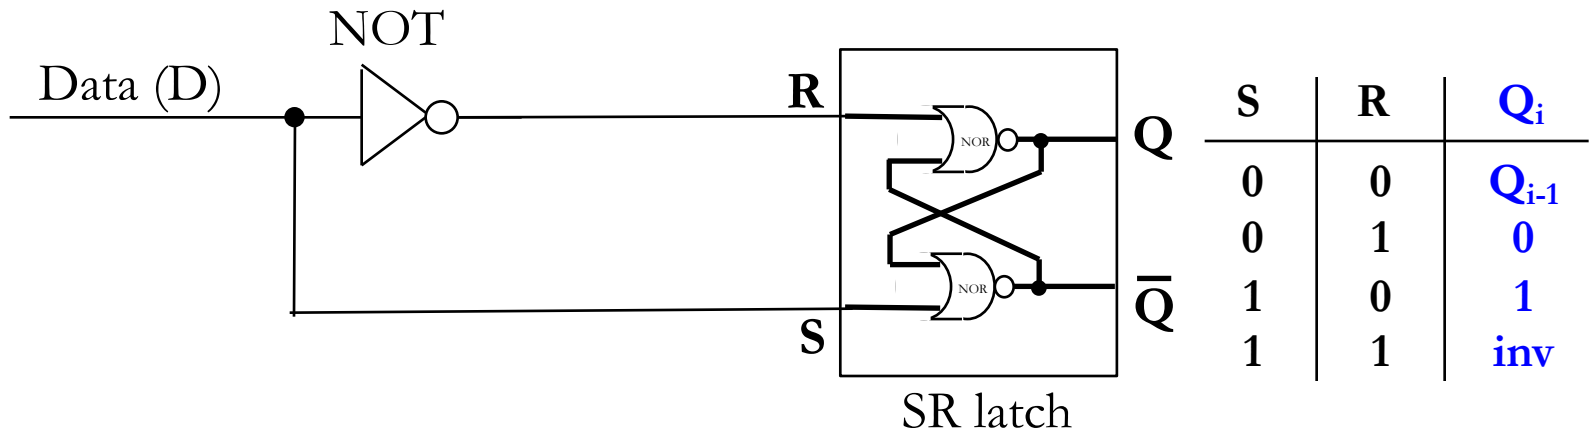 NOT
Data (D)
R
NOR
Q
NOR
Q̅
S
SR latch
S R Qi
0 0 Qi-1
0 1 0
1 0 1
1 1 inv